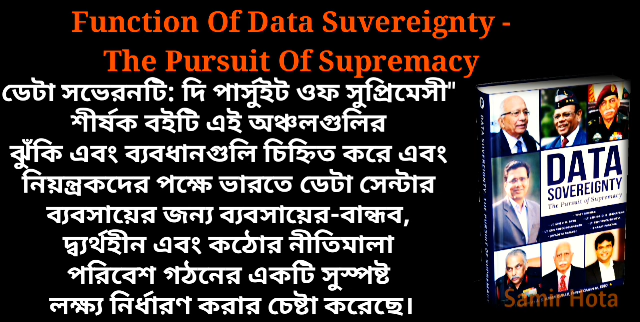 Function Of Data Suvereignty -
The Pursuit Of Supremacy
ডেটা সভেরনটি: দি পার্সুইট ওফ সুপ্রিমেসী"
শীর্ষক বইটি এই অঞ্চলগুলির
ঝুঁকি এবং ব্যবধানগুলি চিহ্নিত করে এবং
নিয়ন্ত্রকদের পক্ষে ভারতে ডেটা সেন্টার
ব্যবসায়ের জন্য ব্যবসায়ের-বান্ধব,
দ্ব্যর্থহীন এবং কঠোর নীতিমালা
পরিবেশ গঠনের একটি সুস্পষ্ট
লক্ষ্য নির্ধারণ করার চেষ্টা করেছে।
DATA
SOVEREIGNTY
The Pursuit of Supremacy
Samir Hota